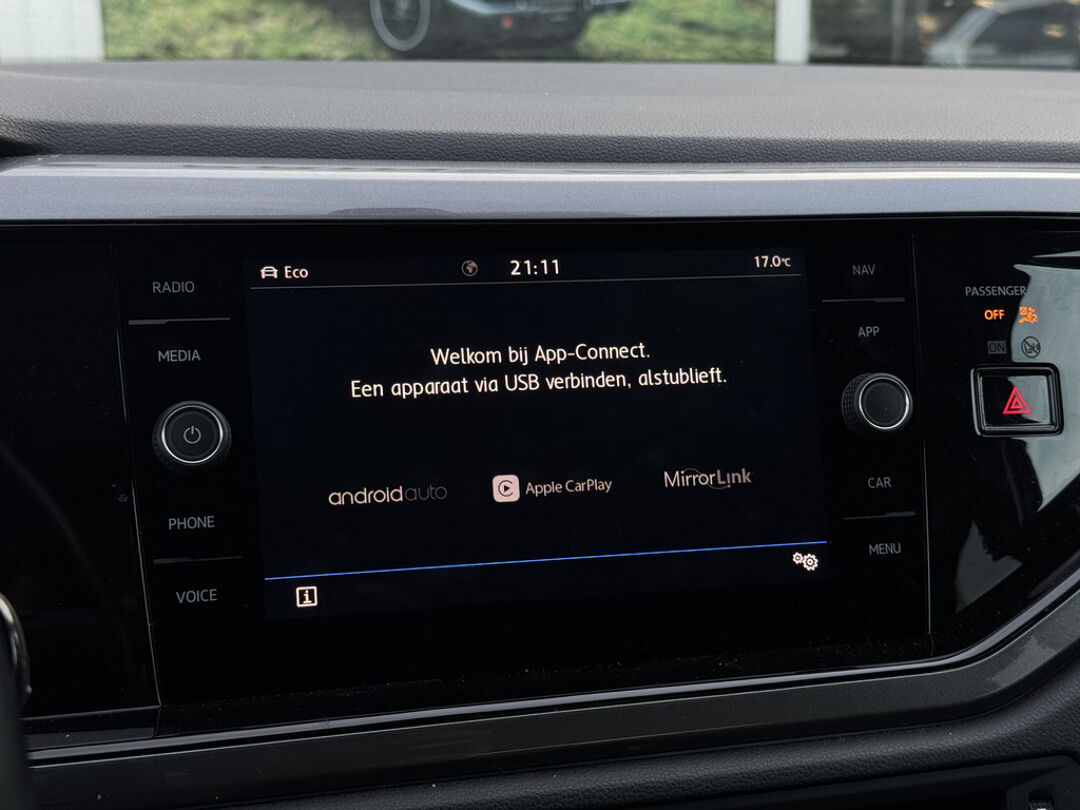 Eco
21:11
17.0°C
RADIO
MEDIA
PHONE
VOICE
Welkom bij App-Connect.
Een apparaat via USB verbinden, alstublieft.
androidauto
Apple CarPlay
MirrorLink
i
NAV
APP
CAR
MENU
PASSENGER
OFF
ON